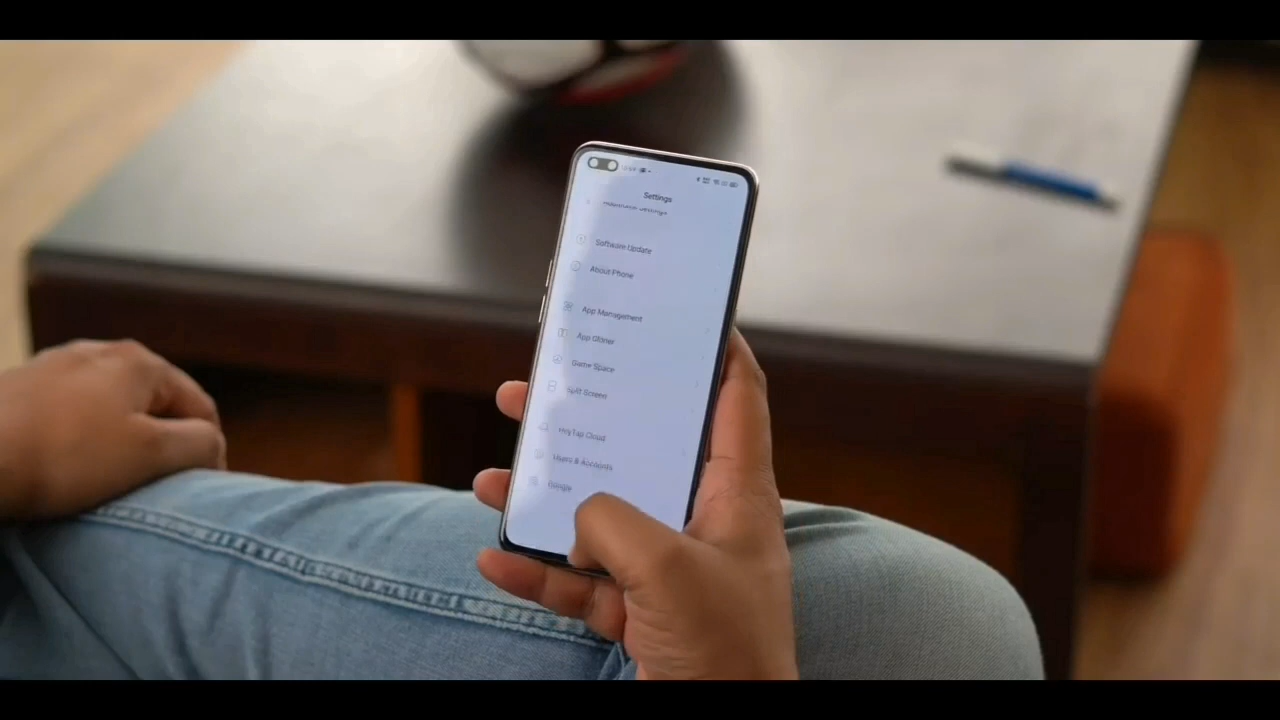 Settings
Software Update
About Phone
App Management
App Cloner
Game Space
Split Screen
HeyTap Cloud
Users & Accounts
Google